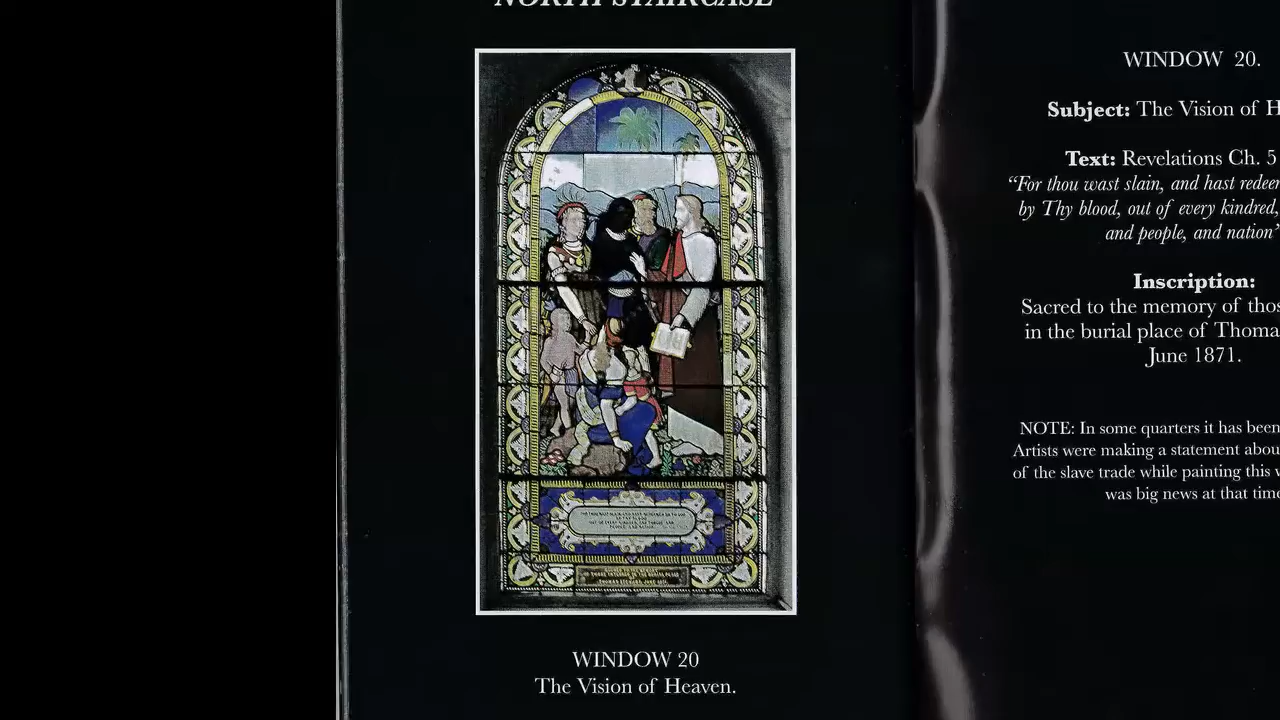 NORTH STAIRCASE
WINDOW 20
The Vision of Heaven.
WINDOW 20.
Subject: The Vision of H
Text: Revelations Ch. 5
“For thou wast slain, and hast redee
by Thy blood, out of every kindred,
and people, and nation”
Inscription:
Sacred to the memory of thos
in the burial place of Thoma
June 1871.
NOTE: In some quarters it has been
Artists were making a statement abou
of the slave trade while painting this
was big news at that time